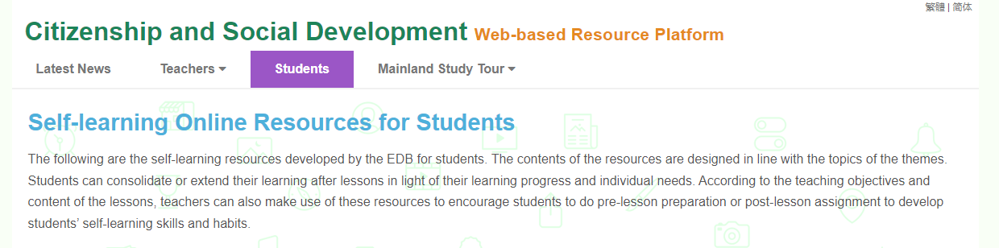 繁體 | 简体
Citizenship and Social Development Web-based Resource Platform
Latest News Teachers Students Mainland Study Tour
Self-learning Online Resources for Students
The following are the self-learning resources developed by the EDB for students. The contents of the resources are designed in line with the topics of the themes.
Students can consolidate or extend their learning after lessons in light of their learning progress and individual needs. According to the teaching objectives and
content of the lessons, teachers can also make use of these resources to encourage students to do pre-lesson preparation or post-lesson assignment to develop
students’ self-learning skills and habits.